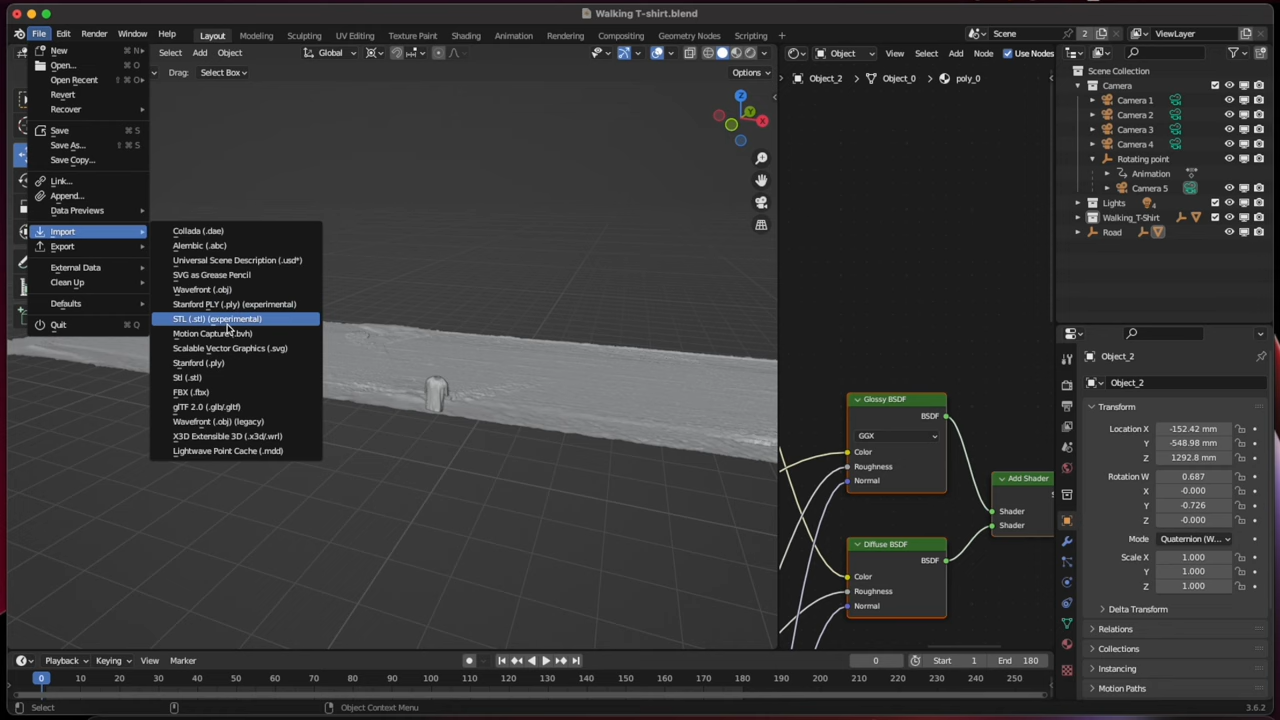 Walking T-shirt.blend
File Edit Render Window Help Layout Modeling Sculpting UV Editing Texture Paint Shading Animation Rendering Compositing Geometry Nodes Scripting Scene 2 ViewLayer
Select Add Object Global Object View Select Add Node Use Nodes
Drag: Select Box Options
Object_2 Object_0 poly_0
New ⌘ N
Open... ⌘ O
Open Recent ⇧ ⌘ O
Revert
Recover
Save ⌘ S
Save As... ⇧ ⌘ S
Save Copy...
Link...
Append...
Data Previews
Import
Export
External Data
Clean Up
Defaults
Quit ⌘ Q
Collada (.dae)
Alembic (.abc)
Universal Scene Description (.usd*)
SVG as Grease Pencil
Wavefront (.obj)
Stanford PLY (.ply) (experimental)
STL (.stl) (experimental)
Motion Capture (.bvh)
Scalable Vector Graphics (.svg)
Stanford (.ply)
Stl (.stl)
FBX (.fbx)
glTF 2.0 (.glb/.gltf)
Wavefront (.obj) (legacy)
X3D Extensible 3D (.x3d/.wrl)
Lightwave Point Cache (.mdd)
Z
Y
X
Glossy BSDF
BSDF
GGX
Color
Roughness
Normal
Add Shader
Shader
Shader
Diffuse BSDF
BSDF
Color
Roughness
Normal
Scene Collection
Camera
Camera 1
Camera 2
Camera 3
Camera 4
Rotating point
Animation
Camera 5
Lights 4
Walking_T-Shirt
Road
Object_2
Object_2
Transform
Location X -152.42 mm
Y -548.98 mm
Z 1292.8 mm
Rotation W 0.687
X -0.000
Y -0.726
Z -0.000
Mode Quaternion (W...
Scale X 1.000
Y 1.000
Z 1.000
Delta Transform
Relations
Collections
Instancing
Motion Paths
Playback Keying View Marker 0 Start 1 End 180
0 10 20 30 40 50 60 70 80 90 100 110 120 130 140 150 160 170 180 190 200 210 220 230 240 250
Select Object Context Menu 3.6.2